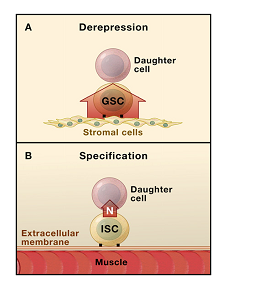 A
Derepression
Daughter
cell
GSC
Stromal cells
B
Specification
Daughter
cell
N
ISC
Extracellular
membrane
Muscle